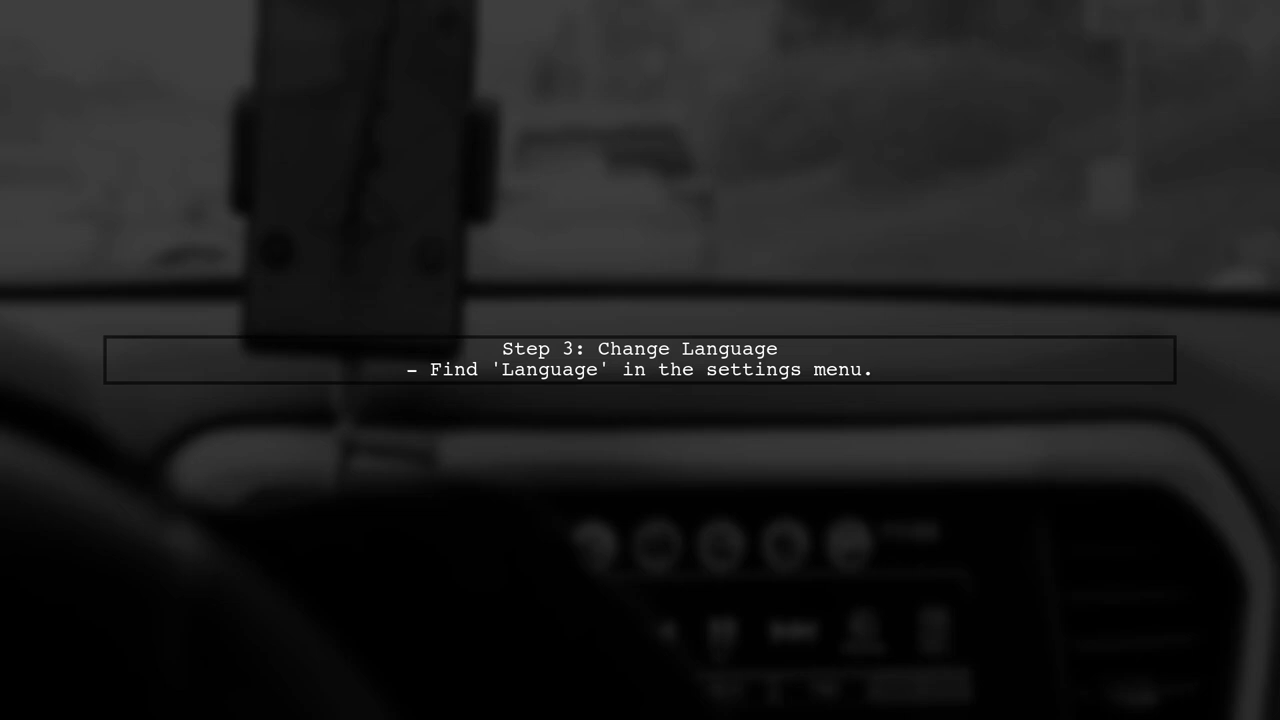 Step 3: Change Language
- Find 'Language' in the settings menu.